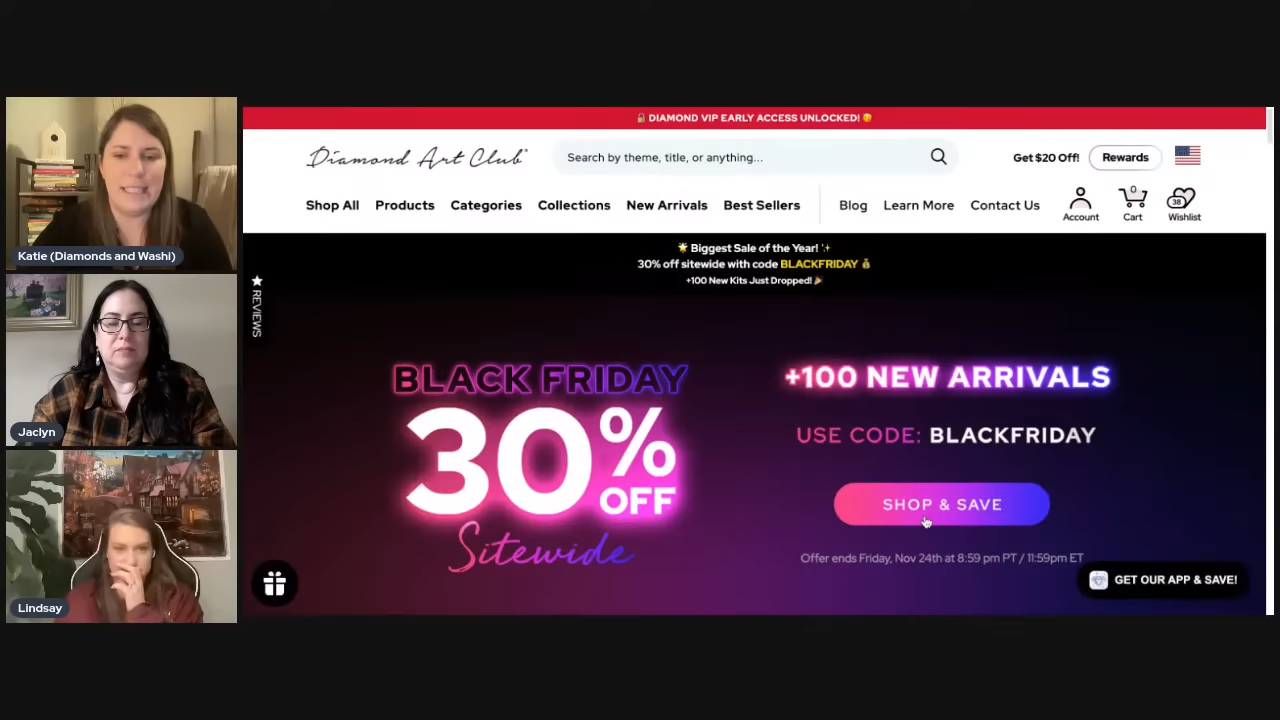 Katie (Diamonds and Washi)
Jaclyn
Lindsay
DIAMOND VIP EARLY ACCESS UNLOCKED!
Diamond Art Club
Search by theme, title, or anything...
Get $20 Off!
Rewards
Shop All
Products
Categories
Collections
New Arrivals
Best Sellers
Blog
Learn More
Contact Us
Account
0
Cart
38
Wishlist
Biggest Sale of the Year!
30% off sitewide with code BLACKFRIDAY
+100 New Kits Just Dropped!
★ REVIEWS
BLACK FRIDAY
30% OFF
Sitewide
+100 NEW ARRIVALS
USE CODE: BLACKFRIDAY
SHOP & SAVE
Offer ends Friday, Nov 24th at 8:59 pm PT / 11:59pm ET
GET OUR APP & SAVE!